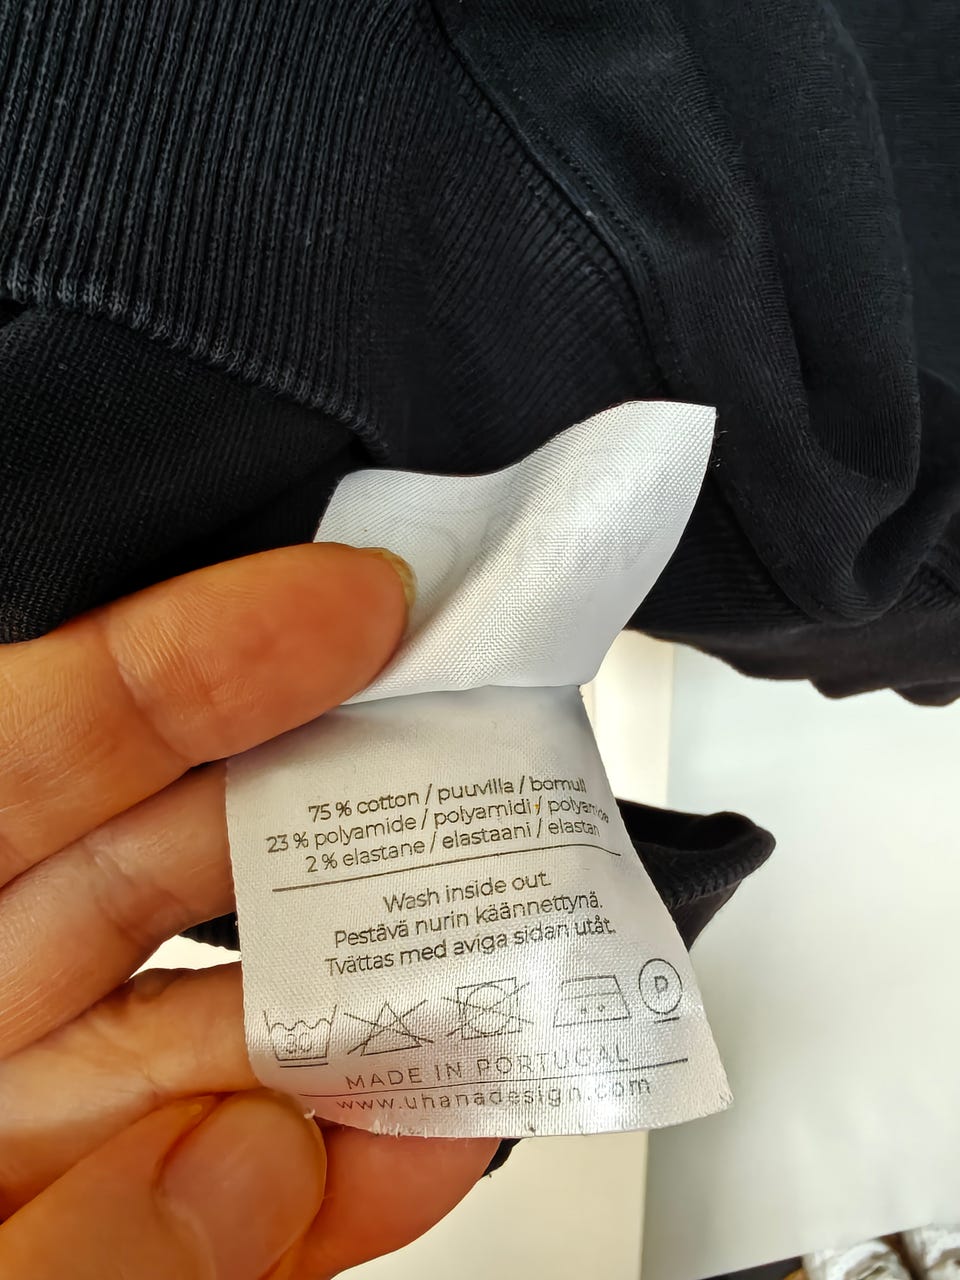 75 % cotton / puuvilla / bomull
23 % polyamide / polyamidi / polyamide
2 % elastane / elastaani / elastan
Wash inside out.
Pestävä nurin käännettynä.
Tvättas med aviga sidan utåt.
30
P
MADE IN PORTUGAL
www.uhanadesign.com